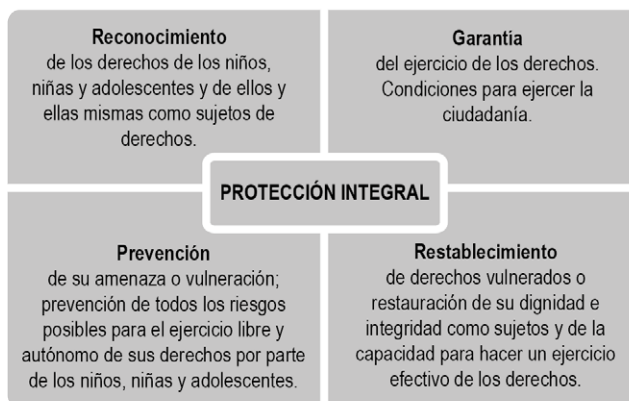 Reconocimiento
de los derechos de los niños,
niñas y adolescentes y de ellos y
ellas mismas como sujetos de
derechos.
Garantía
del ejercicio de los derechos.
Condiciones para ejercer la
ciudadanía.
PROTECCIÓN INTEGRAL
Prevención
de su amenaza o vulneración;
prevención de todos los riesgos
posibles para el ejercicio libre y
autónomo de sus derechos por parte
de los niños, niñas y adolescentes.
Restablecimiento
de derechos vulnerados o
restauración de su dignidad e
integridad como sujetos y de la
capacidad para hacer un ejercicio
efectivo de los derechos.